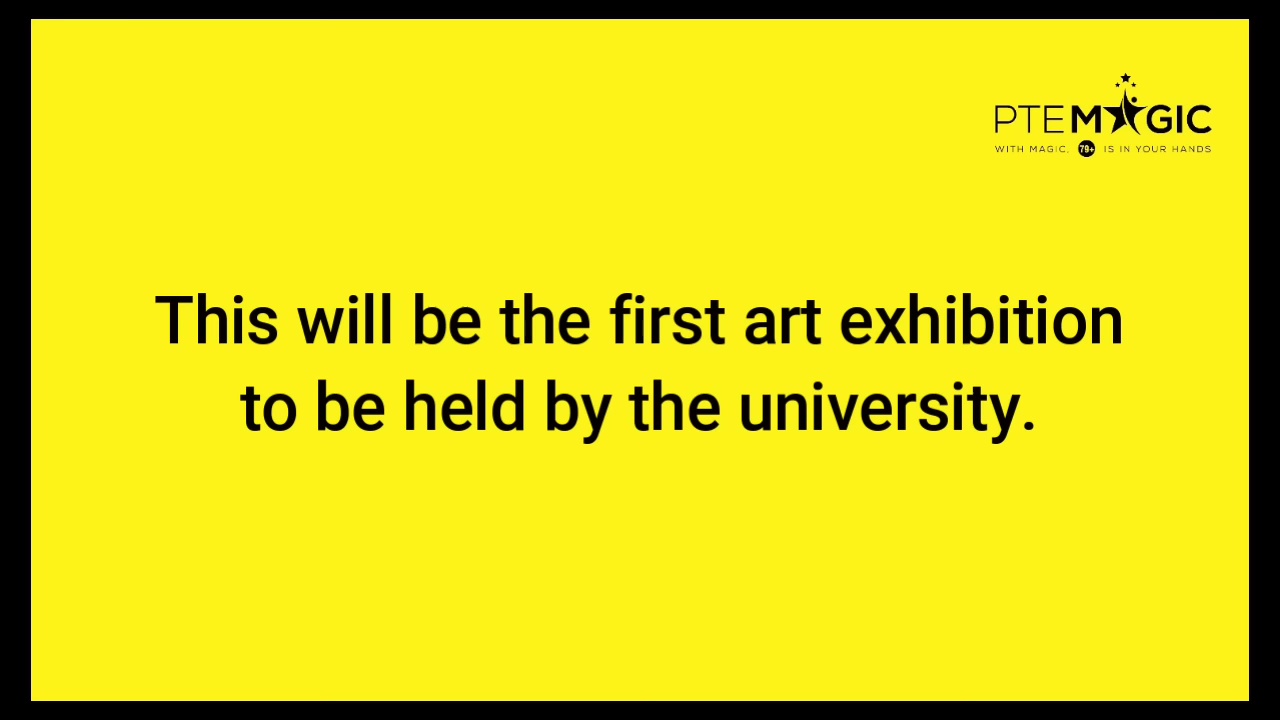 PTEMAGIC
WITH MAGIC, 79+ IS IN YOUR HANDS
This will be the first art exhibition
to be held by the university.